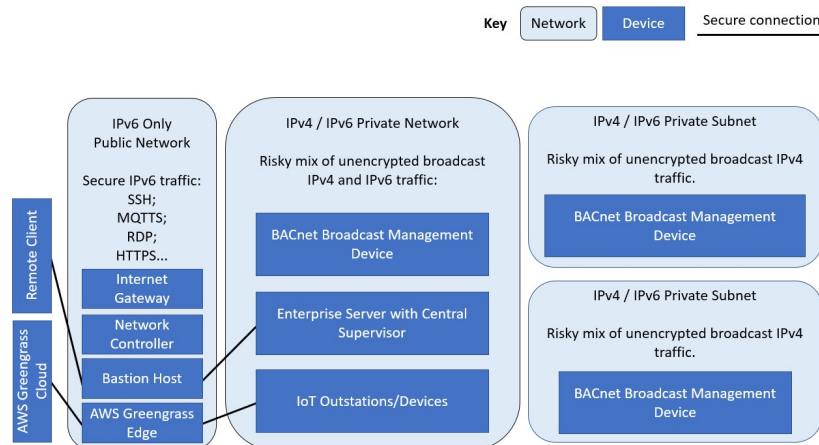 Key
Network
Device
Secure connection
IPv6 Only
Public Network
Secure IPv6 traffic:
SSH;
MQTTS;
RDP;
HTTPS...
Internet
Gateway
Network
Controller
Bastion Host
AWS Greengrass
Edge
Remote Client
AWS Greengrass
Cloud
IPv4 / IPv6 Private Network
Risky mix of unencrypted broadcast
IPv4 and IPv6 traffic:
BACnet Broadcast Management
Device
Enterprise Server with Central
Supervisor
IoT Outstations/Devices
IPv4 / IPv6 Private Subnet
Risky mix of unencrypted broadcast IPv4
traffic.
BACnet Broadcast Management
Device
IPv4 / IPv6 Private Subnet
Risky mix of unencrypted broadcast IPv4
traffic.
BACnet Broadcast Management
Device